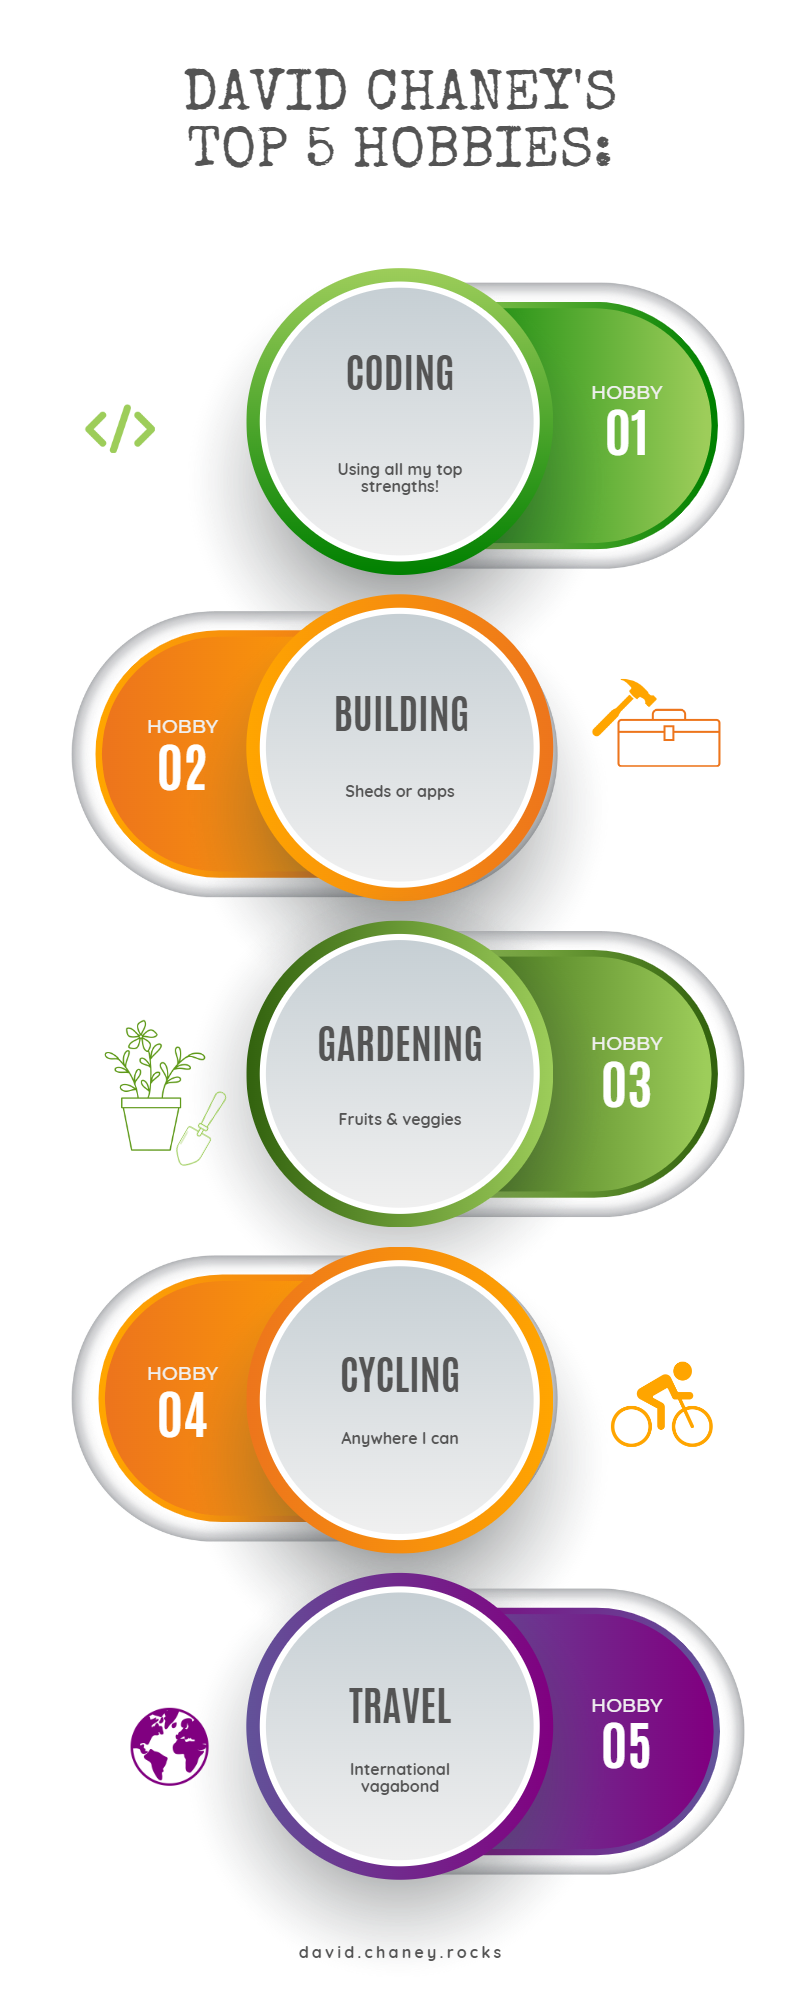 DAVID CHANEY'S
TOP 5 HOBBIES:
CODING
Using all my top
strengths!
HOBBY
01
HOBBY
02
BUILDING
Sheds or apps
GARDENING
Fruits & veggies
HOBBY
03
HOBBY
04
CYCLING
Anywhere I can
TRAVEL
International
vagabond
HOBBY
05
david.chaney.rocks